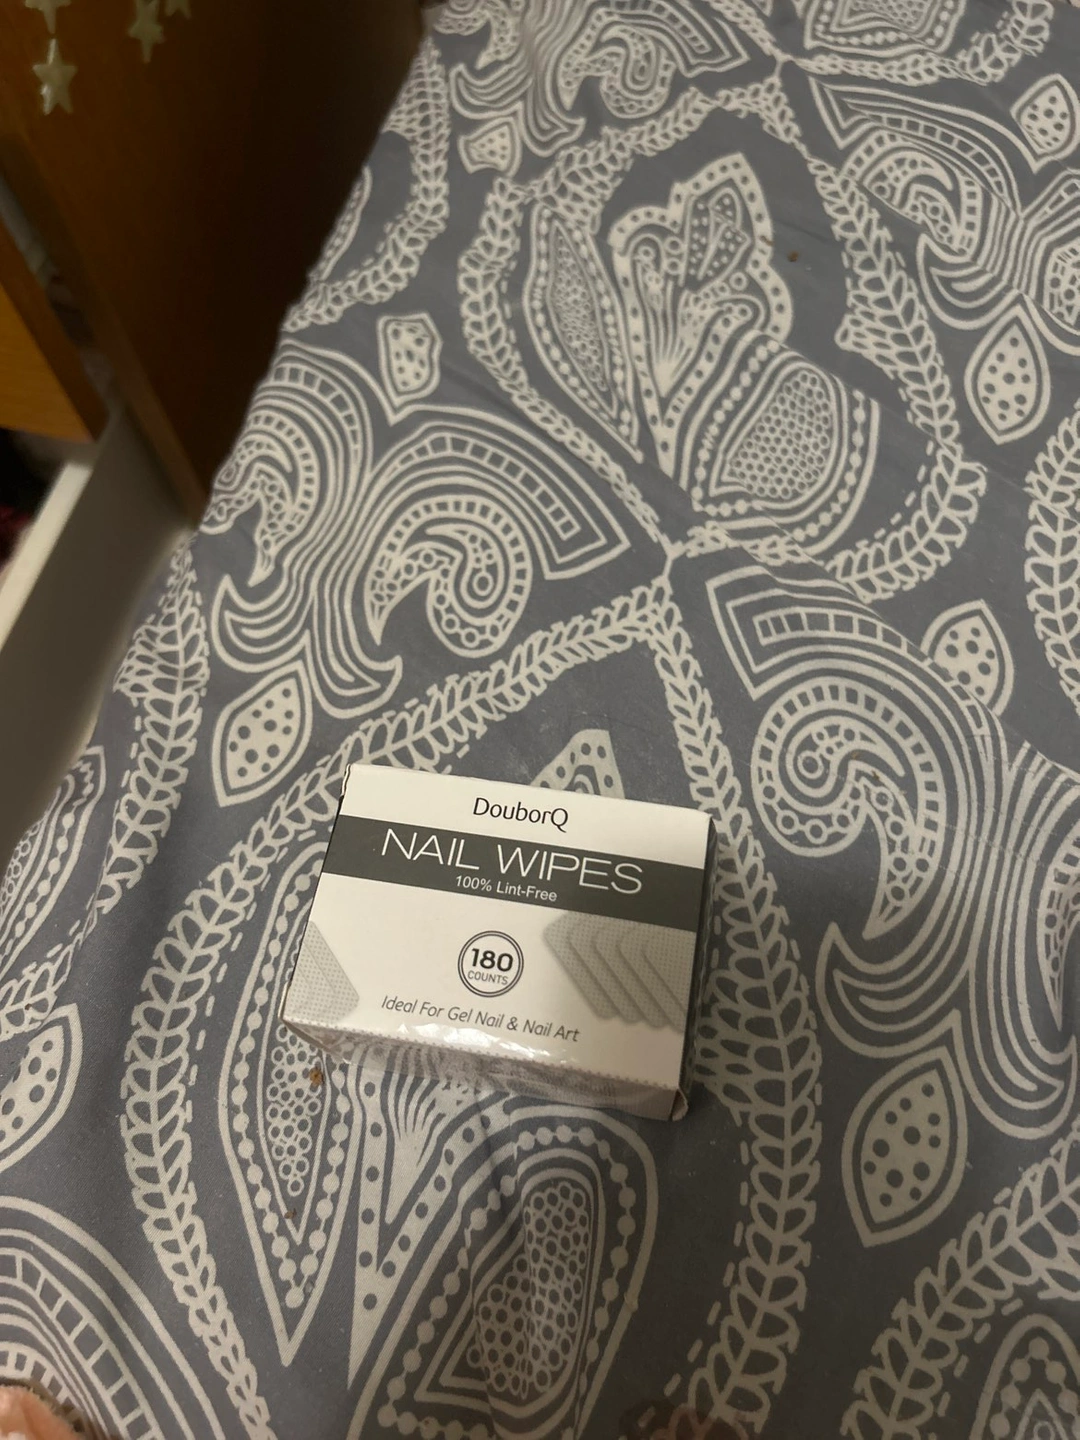 DouborQ
NAIL WIPES
100% Lint-Free
180
COUNTS
Ideal For Gel Nail & Nail Art